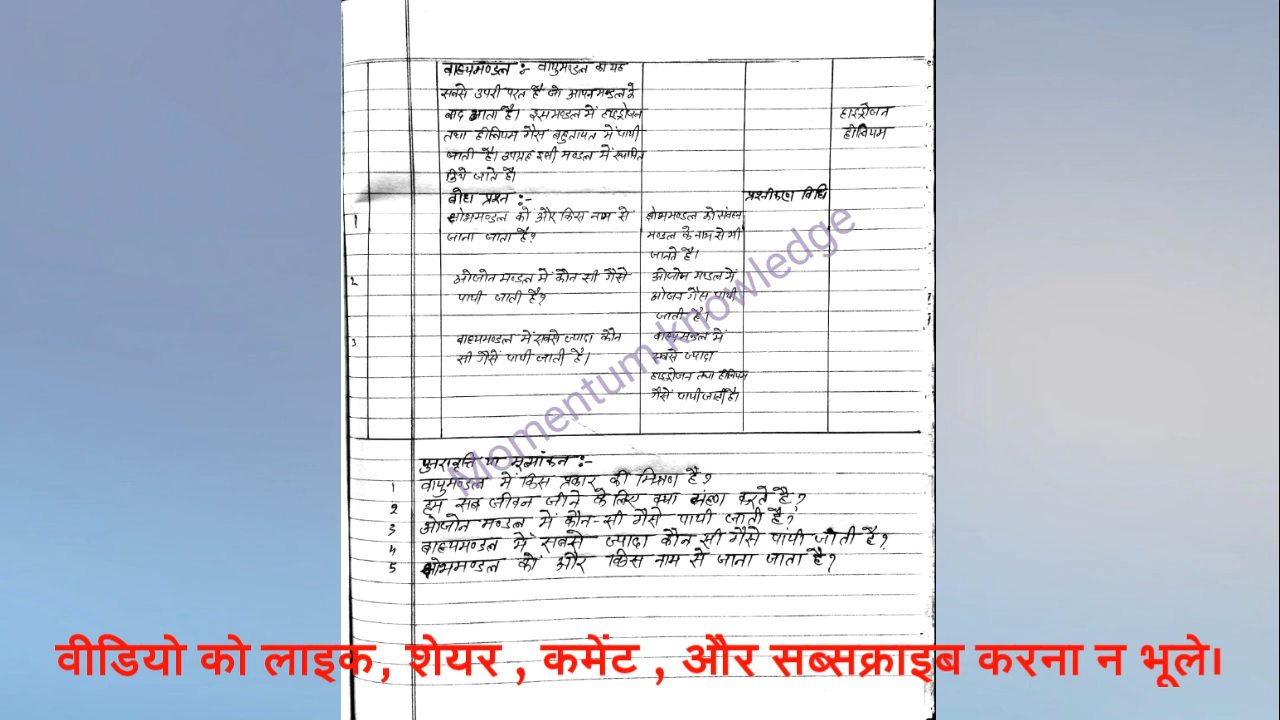 बाह्यमण्डल :- वायुमण्डल का यह
सबसे उपरी परत है जो आयनमण्डल के
बाद आता है। इस मण्डल में हाइड्रोजन
तथा हीलियम गैस बहुतायत में पायी
जाती है। उपग्रह इसी मण्डल में स्थापित
किये जाते है।
हाइड्रोजन
हीलियम
बोध प्रश्न :-
प्रश्नोत्तर विधि
1 क्षोभमण्डल को और किस नाम से
जाना जाता है?
क्षोभमण्डल को संवहन
मण्डल के नाम से भी
जानते है।
2 ओजोन मण्डल में कौन सी गैसे
पायी जाती है?
ओजोन मण्डल में
ओजन गैस पायी
जाती है।
3 बाह्यमण्डल में सबसे ज्यादा कौन
सी गैसें पायी जाती है।
बाह्यमण्डल में
सबसे ज्यादा
हाइड्रोजन तथा हीलियम
गैसें पायी जाती है।
पुनरावृत्ति या मूल्यांकन :-
1 वायुमण्डल में किस प्रकार की मिश्रण है?
2 हम सब जीवन जीने के लिए क्या करते है?
3 ओजोन मण्डल में कौन-सी गैसे पायी जाती है?
4 बाह्यमण्डल में सबसे ज्यादा कौन सी गैसे पायी जाती है?
5 क्षोभमण्डल को और किस नाम से जाना जाता है?
Momentum knowledge
वीडियो को लाइक, शेयर , कमेंट , और सब्सक्राइब करना न भूले।